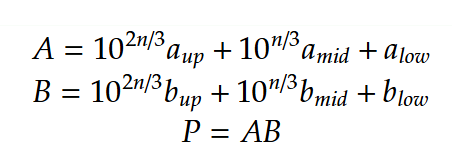 A = 10^{2n/3}a_{up} + 10^{n/3}a_{mid} + a_{low}
B = 10^{2n/3}b_{up} + 10^{n/3}b_{mid} + b_{low}
P = AB